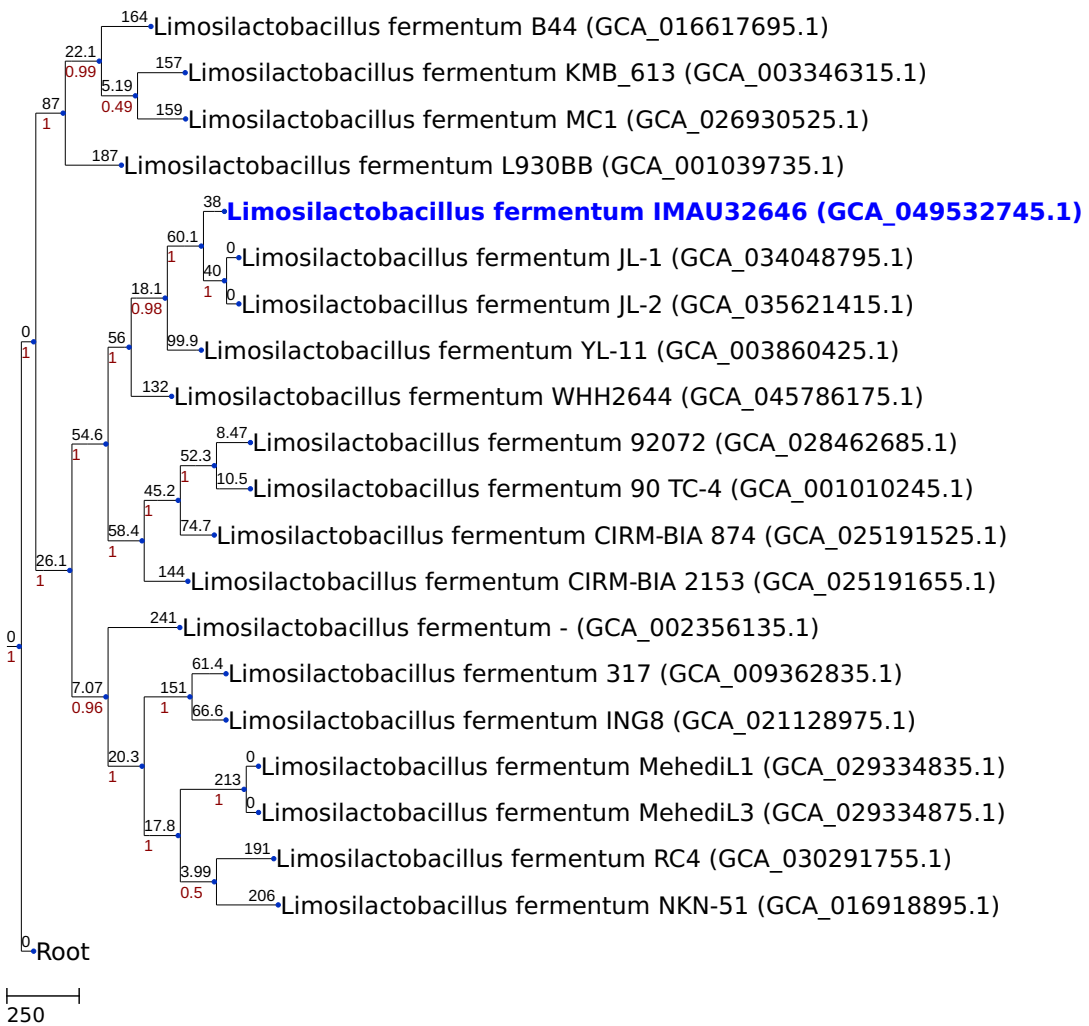 164
Limosilactobacillus fermentum B44 (GCA_016617695.1)
22.1
0.99
157
Limosilactobacillus fermentum KMB_613 (GCA_003346315.1)
5.19
0.49
87
1
159
Limosilactobacillus fermentum MC1 (GCA_026930525.1)
187
Limosilactobacillus fermentum L930BB (GCA_001039735.1)
38
Limosilactobacillus fermentum IMAU32646 (GCA_049532745.1)
60.1
1
0
Limosilactobacillus fermentum JL-1 (GCA_034048795.1)
40
1
18.1
0.98
0
Limosilactobacillus fermentum JL-2 (GCA_035621415.1)
0
1
56
1
99.9
Limosilactobacillus fermentum YL-11 (GCA_003860425.1)
132
Limosilactobacillus fermentum WHH2644 (GCA_045786175.1)
54.6
1
8.47
Limosilactobacillus fermentum 92072 (GCA_028462685.1)
52.3
1
10.5
Limosilactobacillus fermentum 90 TC-4 (GCA_001010245.1)
45.2
1
58.4
1
74.7
Limosilactobacillus fermentum CIRM-BIA 874 (GCA_025191525.1)
26.1
1
144
Limosilactobacillus fermentum CIRM-BIA 2153 (GCA_025191655.1)
241
Limosilactobacillus fermentum - (GCA_002356135.1)
0
1
61.4
Limosilactobacillus fermentum 317 (GCA_009362835.1)
7.07
0.96
151
1
66.6
Limosilactobacillus fermentum ING8 (GCA_021128975.1)
20.3
1
0
Limosilactobacillus fermentum MehediL1 (GCA_029334835.1)
213
1
0
Limosilactobacillus fermentum MehediL3 (GCA_029334875.1)
17.8
1
191
Limosilactobacillus fermentum RC4 (GCA_030291755.1)
3.99
0.5
206
Limosilactobacillus fermentum NKN-51 (GCA_016918895.1)
0
Root
250